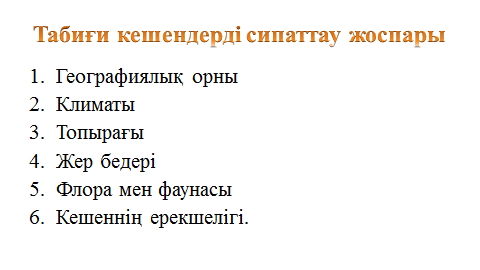 Табиғи кешендерді сипаттау жоспары
1. Географиялық орны
2. Климаты
3. Топырағы
4. Жер бедері
5. Флора мен фаунасы
6. Кешеннің ерекшелігі.